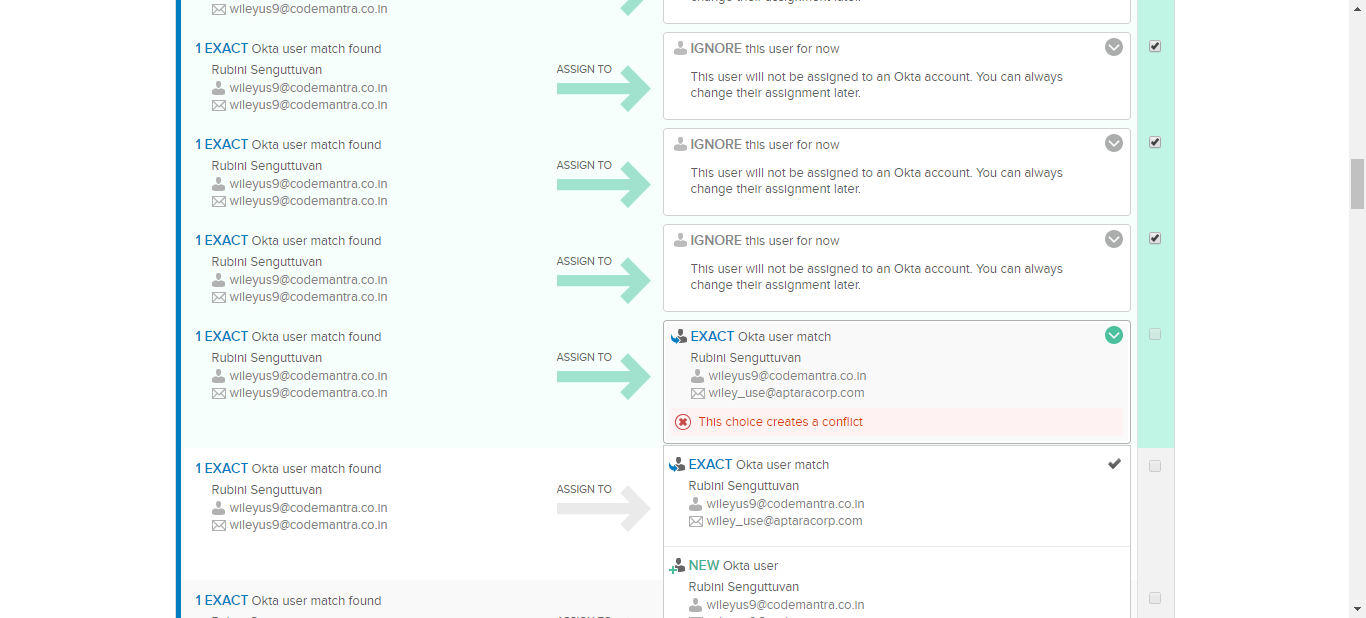 wileyus9@codemantra.co.in
change their assignment later.
1 EXACT Okta user match found
Rubini Senguttuvan
wileyus9@codemantra.co.in
wileyus9@codemantra.co.in
ASSIGN TO
IGNORE this user for now
This user will not be assigned to an Okta account. You can always
change their assignment later.
1 EXACT Okta user match found
Rubini Senguttuvan
wileyus9@codemantra.co.in
wileyus9@codemantra.co.in
ASSIGN TO
IGNORE this user for now
This user will not be assigned to an Okta account. You can always
change their assignment later.
1 EXACT Okta user match found
Rubini Senguttuvan
wileyus9@codemantra.co.in
wileyus9@codemantra.co.in
ASSIGN TO
IGNORE this user for now
This user will not be assigned to an Okta account. You can always
change their assignment later.
1 EXACT Okta user match found
Rubini Senguttuvan
wileyus9@codemantra.co.in
wileyus9@codemantra.co.in
ASSIGN TO
EXACT Okta user match
Rubini Senguttuvan
wileyus9@codemantra.co.in
wiley_use@aptaracorp.com
This choice creates a conflict
1 EXACT Okta user match found
Rubini Senguttuvan
wileyus9@codemantra.co.in
wileyus9@codemantra.co.in
ASSIGN TO
EXACT Okta user match
Rubini Senguttuvan
wileyus9@codemantra.co.in
wiley_use@aptaracorp.com
NEW Okta user
Rubini Senguttuvan
wileyus9@codemantra.co.in
1 EXACT Okta user match found